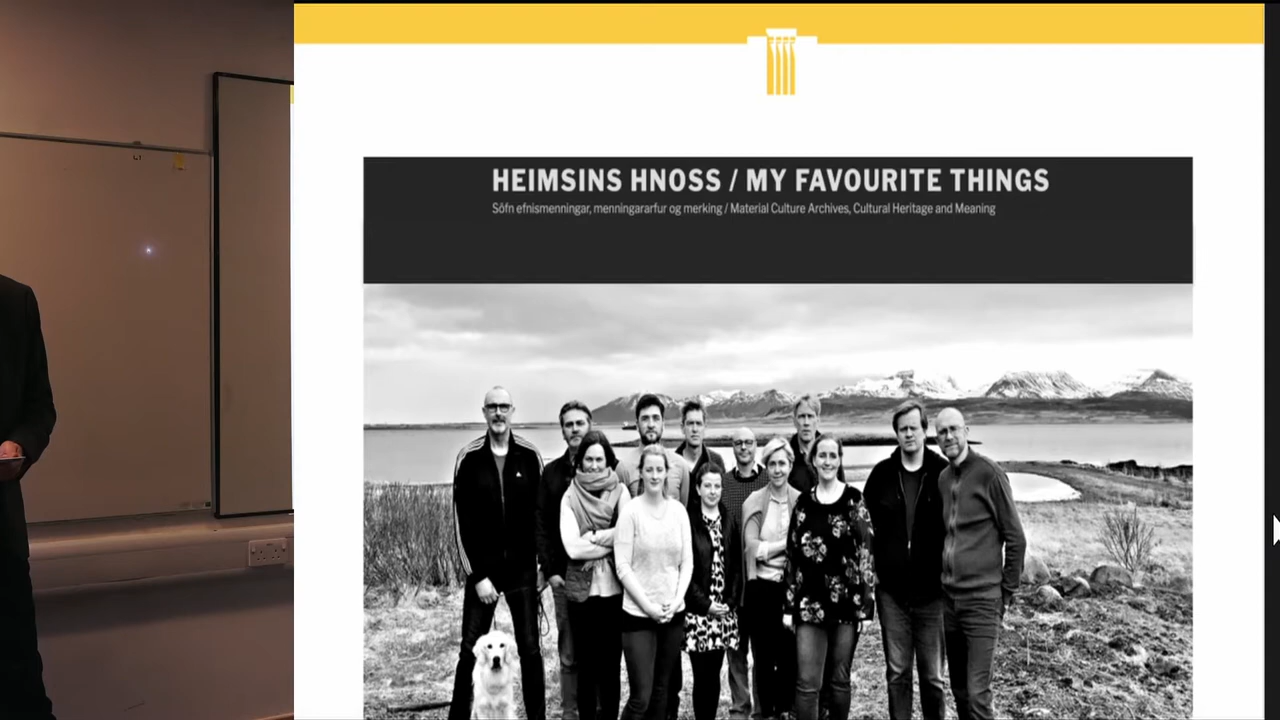 HEIMSINS HNOSS / MY FAVOURITE THINGS
Söfn efnismenningar, menningararfur og merking / Material Culture Archives, Cultural Heritage and Meaning